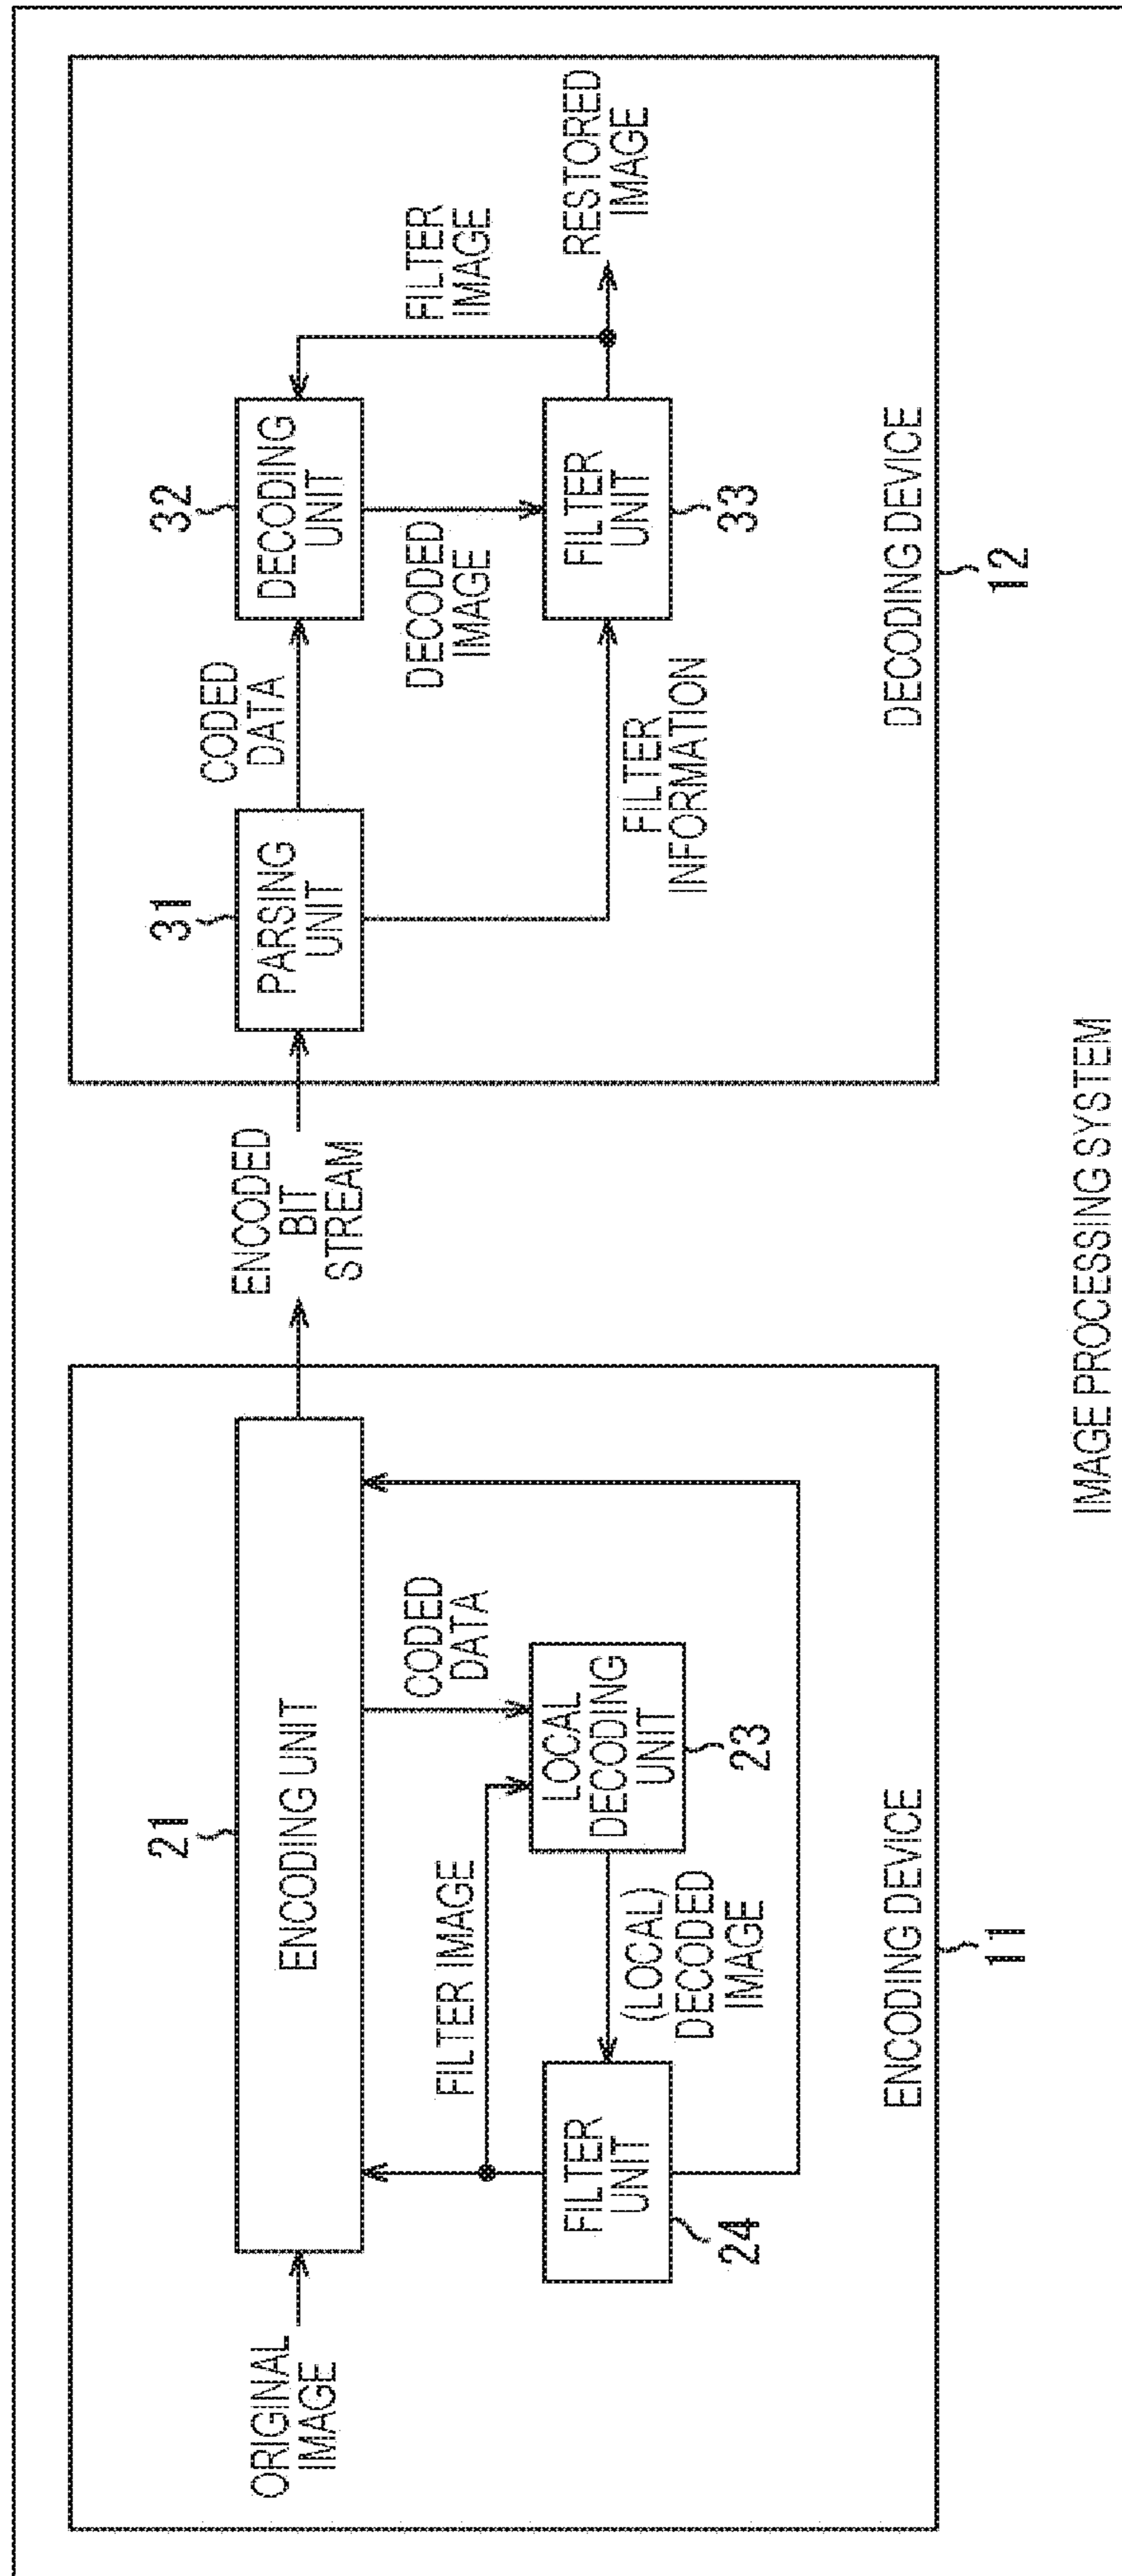 ORIGINAL
IMAGE
21
ENCODING UNIT
FILTER IMAGE
CODED
DATA
LOCAL
DECODING
UNIT
23
(LOCAL)
DECODED
IMAGE
FILTER
UNIT
24
ENCODING DEVICE
11
ENCODED
BIT
STREAM
31
PARSING
UNIT
CODED
DATA
32
DECODING
UNIT
FILTER
IMAGE
DECODED
IMAGE
FILTER
UNIT
33
FILTER
INFORMATION
RESTORED
IMAGE
DECODING DEVICE
12
IMAGE PROCESSING SYSTEM